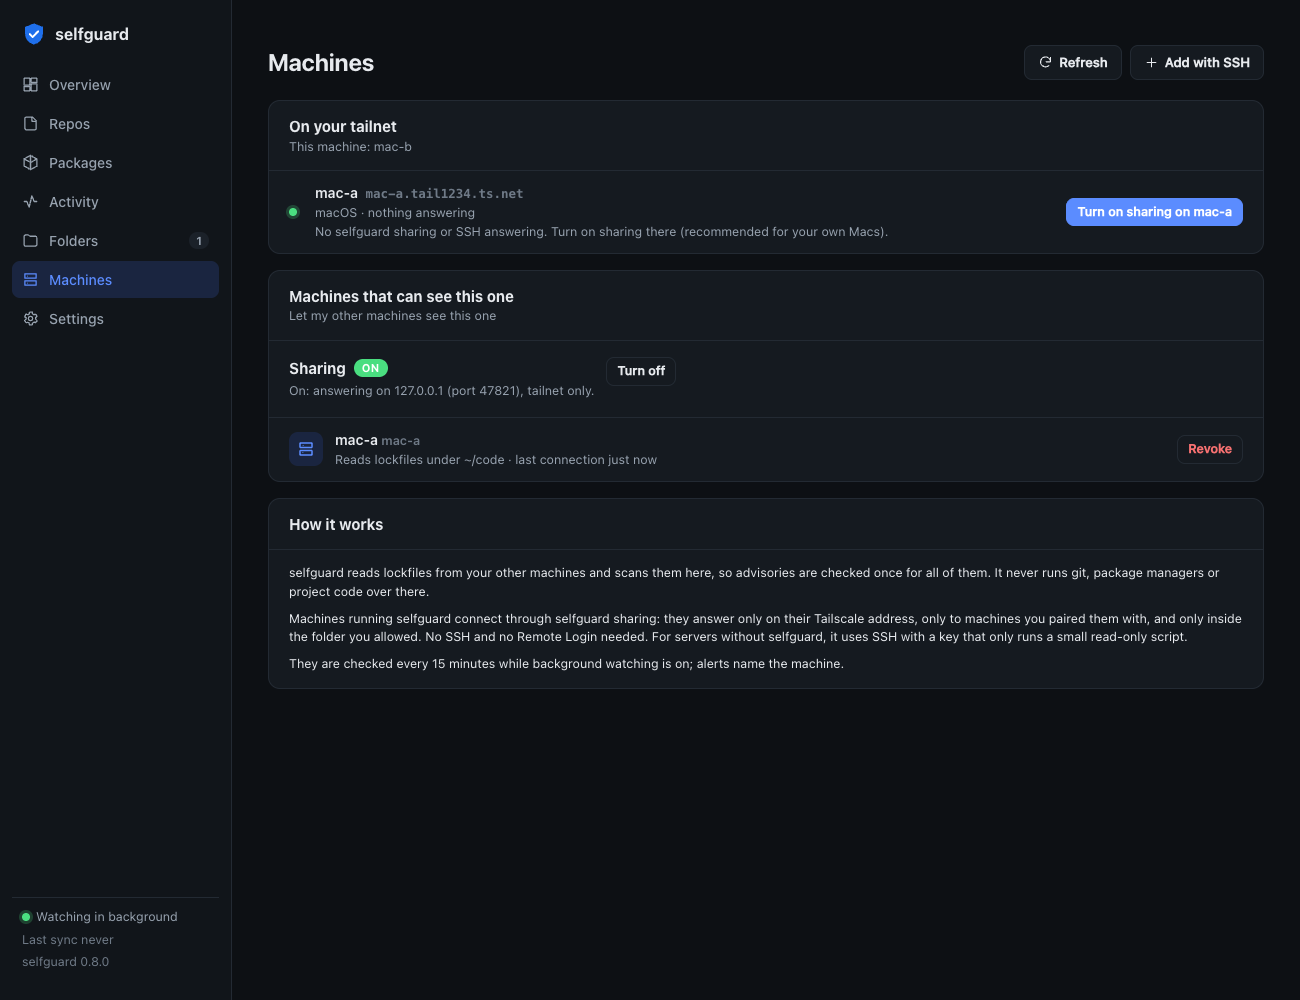 selfguard
Overview
Repos
Packages
Activity
Folders 1
Machines
Settings
Watching in background
Last sync never
selfguard 0.8.0
Machines
Refresh
Add with SSH
On your tailnet
This machine: mac-b
mac-a mac-a.tail1234.ts.net
macOS · nothing answering
No selfguard sharing or SSH answering. Turn on sharing there (recommended for your own Macs).
Turn on sharing on mac-a
Machines that can see this one
Let my other machines see this one
Sharing ON
On: answering on 127.0.0.1 (port 47821), tailnet only.
Turn off
mac-a mac-a
Reads lockfiles under ~/code · last connection just now
Revoke
How it works
selfguard reads lockfiles from your other machines and scans them here, so advisories are checked once for all of them. It never runs git, package managers or
project code over there.
Machines running selfguard connect through selfguard sharing: they answer only on their Tailscale address, only to machines you paired them with, and only inside
the folder you allowed. No SSH and no Remote Login needed. For servers without selfguard, it uses SSH with a key that only runs a small read-only script.
They are checked every 15 minutes while background watching is on; alerts name the machine.